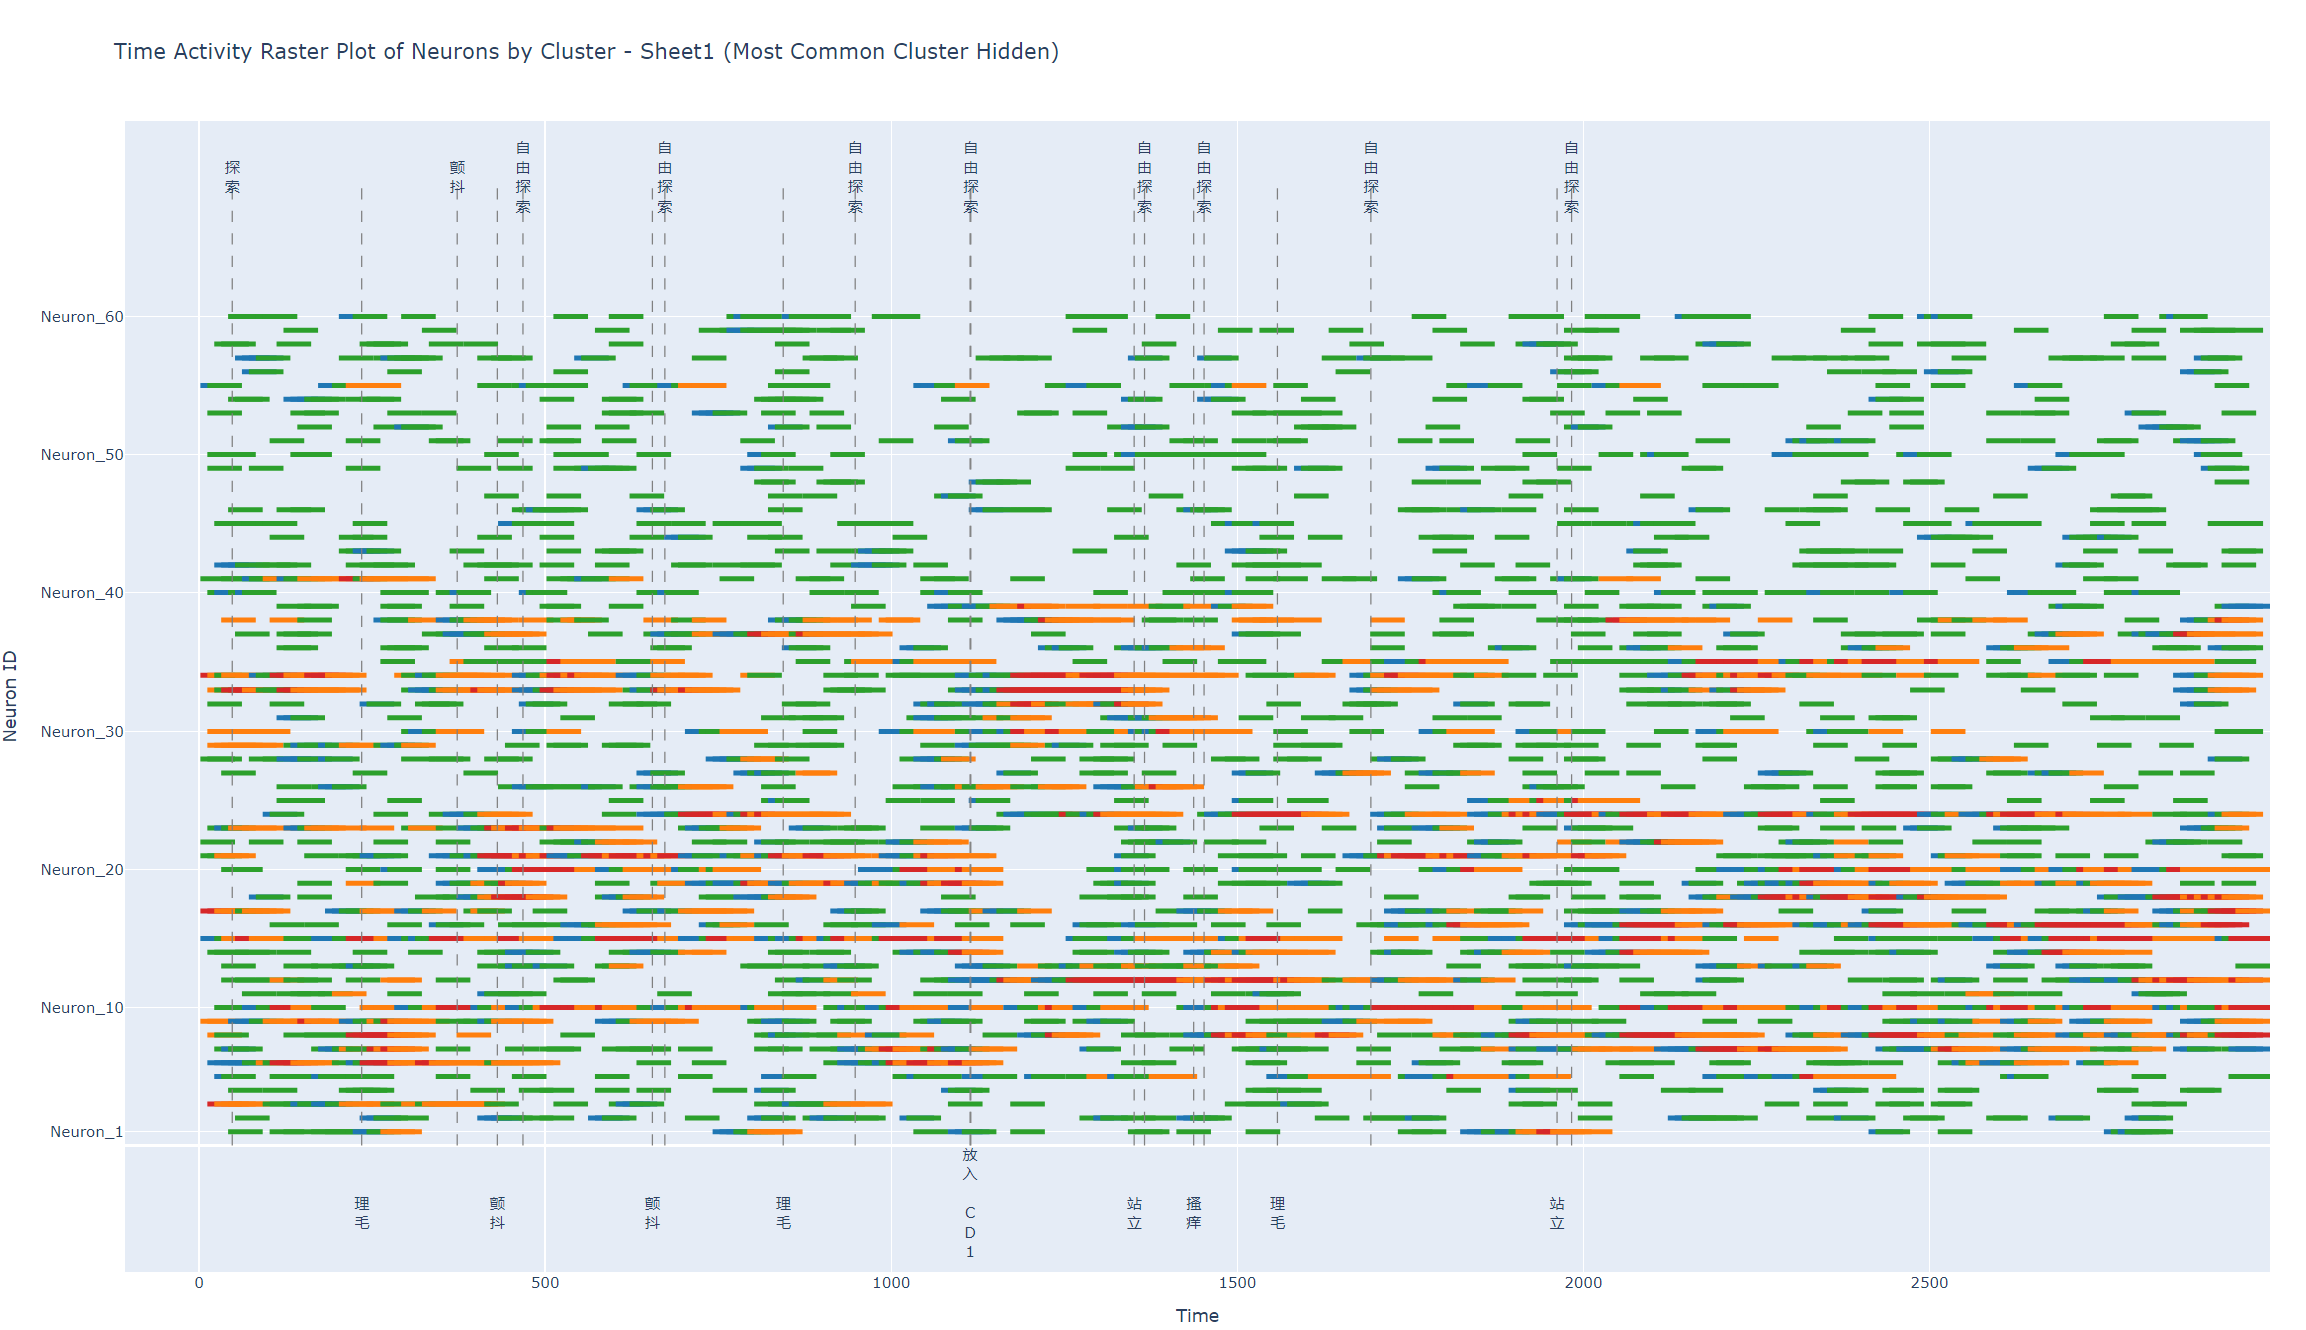 Time Activity Raster Plot of Neurons by Cluster - Sheet1 (Most Common Cluster Hidden)
探索
颤抖
自由探索
自由探索
自由探索
自由探索
自由探索
自由探索
自由探索
自由探索
Neuron_60
Neuron_50
Neuron_40
Neuron_30
Neuron_20
Neuron_10
Neuron_1
Neuron ID
理毛
颤抖
颤抖
理毛
放入 CD1
站立
搔痒
理毛
站立
0
500
1000
1500
2000
2500
Time